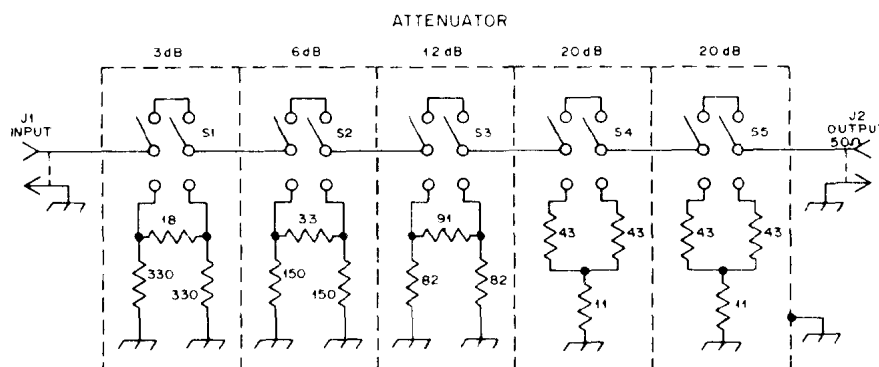 ATTENUATOR
3dB 6dB 12dB 20dB 20dB
J1
INPUT
S1 S2 S3 S4 S5
J2
OUTPUT
50Ω
18 33 91 43 43 43 43
330 330 150 150 82 82 11 11